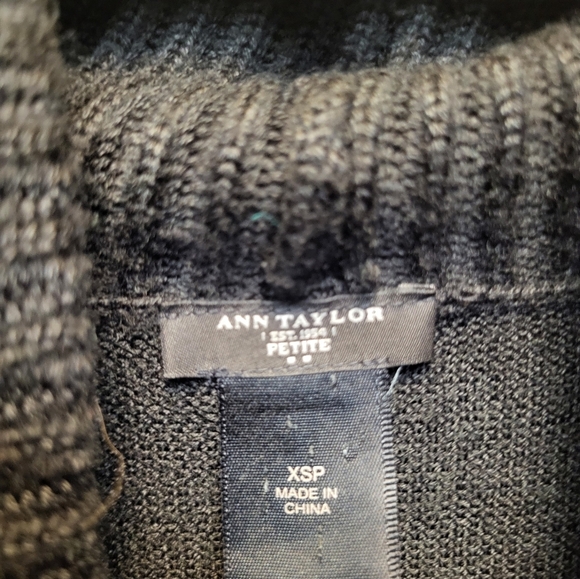 ANN TAYLOR
EST. 1954
PETITE
XSP
MADE IN
CHINA